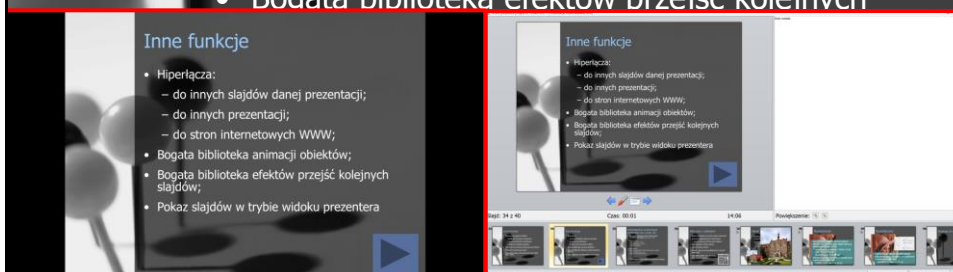 • Bogata biblioteka efektów przejść kolejnych
Inne funkcje
• Hiperłącza:
– do innych slajdów danej prezentacji;
– do innych prezentacji;
– do stron internetowych WWW;
• Bogata biblioteka animacji obiektów;
• Bogata biblioteka efektów przejść kolejnych
slajdów;
• Pokaz slajdów w trybie widoku prezentera
Inne funkcje
• Hiperłącza:
– do innych slajdów danej prezentacji;
– do innych prezentacji;
– do stron internetowych WWW;
• Bogata biblioteka animacji obiektów;
• Bogata biblioteka efektów przejść kolejnych
slajdów;
• Pokaz slajdów w trybie widoku prezentera
Slajd: 34 z 40 Czas: 00:01 14:06 Powiększenie: